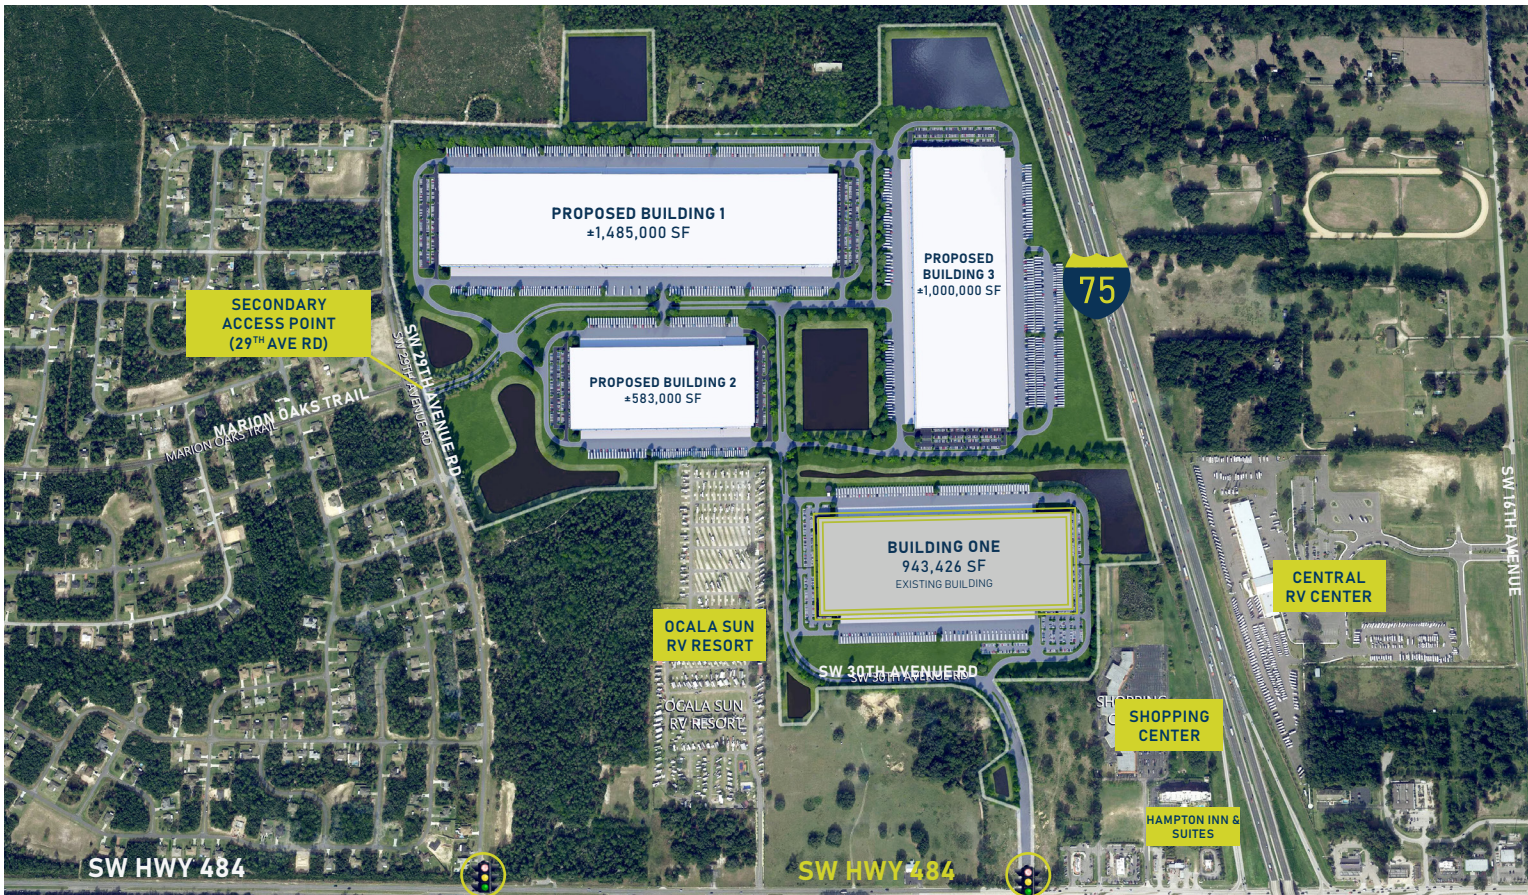 PROPOSED BUILDING 1
±1,485,000 SF
PROPOSED
BUILDING 3
±1,000,000 SF
75
SECONDARY
ACCESS POINT
(29TH AVE RD)
SW 29TH AVENUE RD
SW 29TH AVENUE RD
PROPOSED BUILDING 2
±583,000 SF
MARION OAKS TRAIL
MARION OAKS TRAIL
SW 16TH AVENUE
BUILDING ONE
943,426 SF
EXISTING BUILDING
CENTRAL
RV CENTER
OCALA SUN
RV RESORT
SW 30TH AVENUE RD
SW 30TH AVENUE RD
OCALA SUN
RV RESORT
SHOPPING
SHOPPING
CENTER
HAMPTON INN &
SUITES
SW HWY 484
SW HWY 484